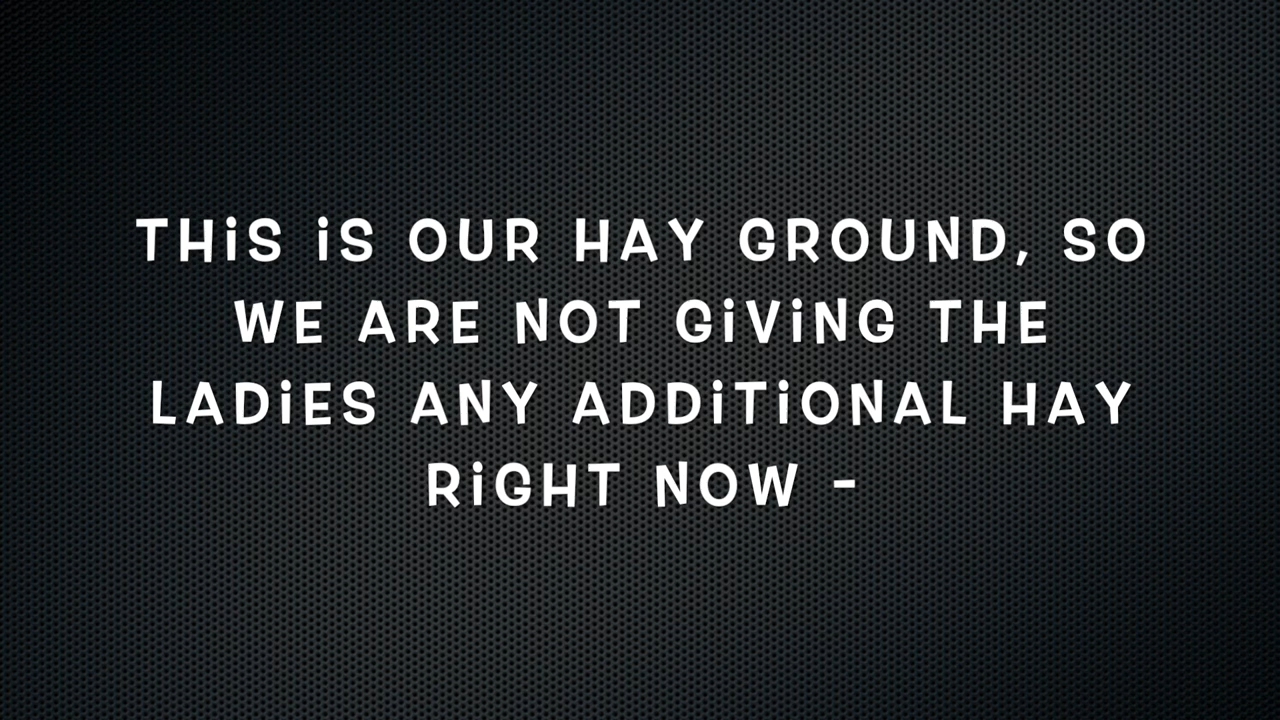 THiS iS OUR HAY GROUND, SO
WE ARE NOT GiViNG THE
LADiES ANY ADDiTiONAL HAY
RiGHT NOW -